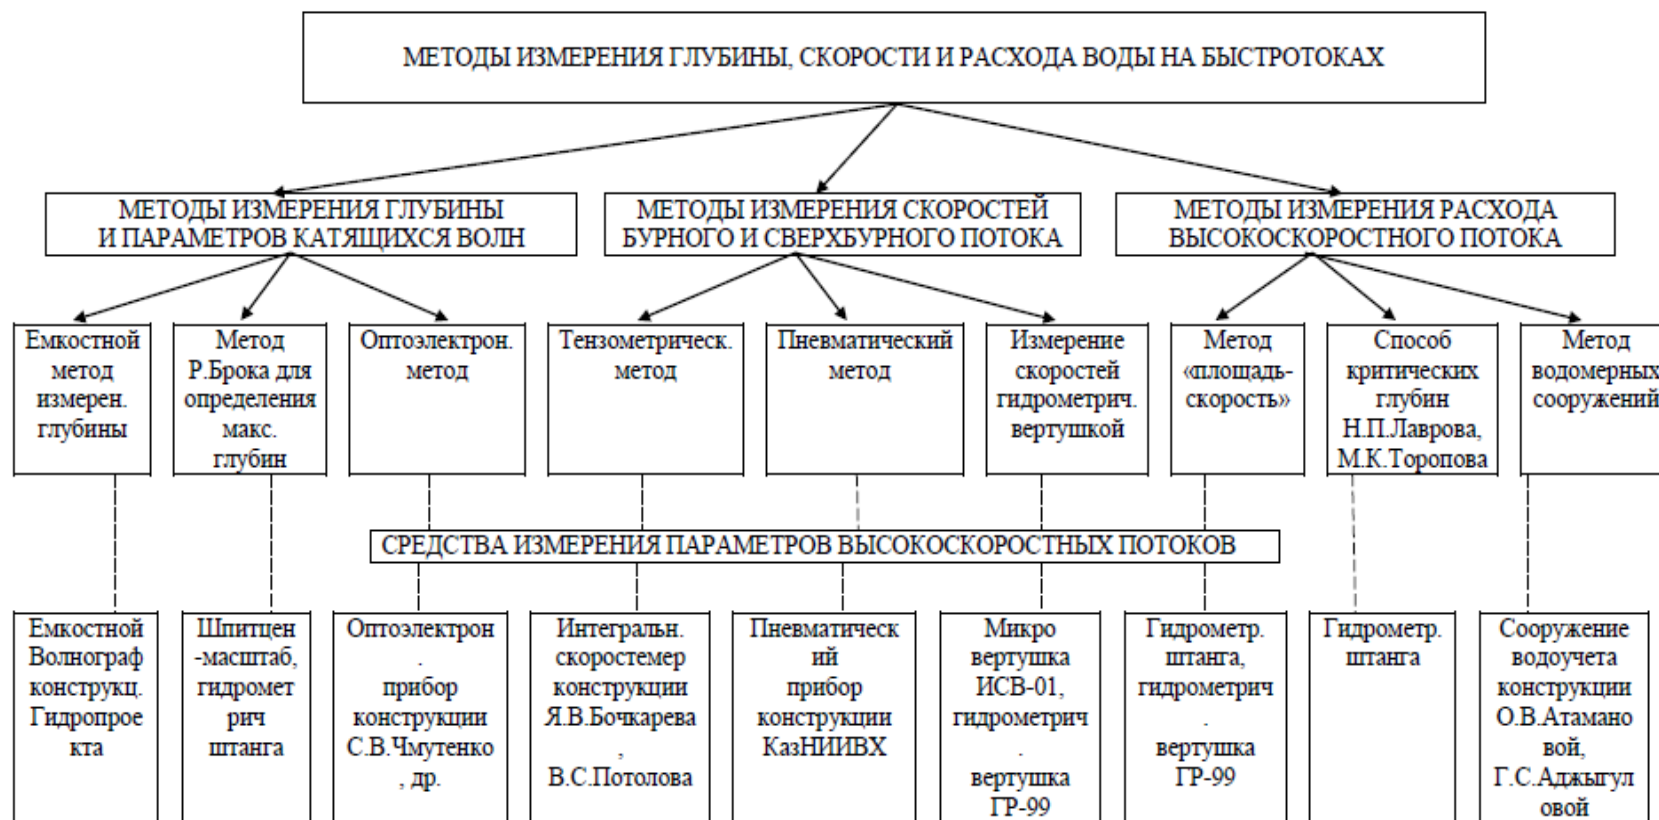 МЕТОДЫ ИЗМЕРЕНИЯ ГЛУБИНЫ, СКОРОСТИ И РАСХОДА ВОДЫ НА БЫСТРОТОКАХ
МЕТОДЫ ИЗМЕРЕНИЯ ГЛУБИНЫ
И ПАРАМЕТРОВ КАТЯЩИХСЯ ВОЛН
МЕТОДЫ ИЗМЕРЕНИЯ СКОРОСТЕЙ
БУРНОГО И СВЕРХБУРНОГО ПОТОКА
МЕТОДЫ ИЗМЕРЕНИЯ РАСХОДА
ВЫСОКОСКОРОСТНОГО ПОТОКА
Емкостной
метод
измерен.
глубины
Метод
Р.Брока для
определения
макс.
глубин
Оптоэлектрон.
метод
Тензометрическ.
метод
Пневматический
метод
Измерение
скоростей
гидрометрич.
вертушкой
Метод
«площадь-
скорость»
Способ
критических
глубин
Н.П.Лаврова,
М.К.Торопова
Метод
водомерных
сооружений
СРЕДСТВА ИЗМЕРЕНИЯ ПАРАМЕТРОВ ВЫСОКОСКОРОСТНЫХ ПОТОКОВ
Емкостной
Волнограф
конструкц.
Гидропрое
кта
Шпитцен
-масштаб,
гидромет
рич
штанга
Оптоэлектрон
.
прибор
конструкции
С.В.Чмутенко
, др.
Интегральн.
скоростемер
конструкции
Я.В.Бочкарева
,
В.С.Потолова
Пневматическ
ий
прибор
конструкции
КазНИИВХ
Микро
вертушка
ИСВ-01,
гидрометрич
.
вертушка
ГР-99
Гидрометр.
штанга,
гидрометрич
.
вертушка
ГР-99
Гидрометр.
штанга
Сооружение
водоучета
конструкции
О.В.Атамано
вой,
Г.С.Аджыгул
овой